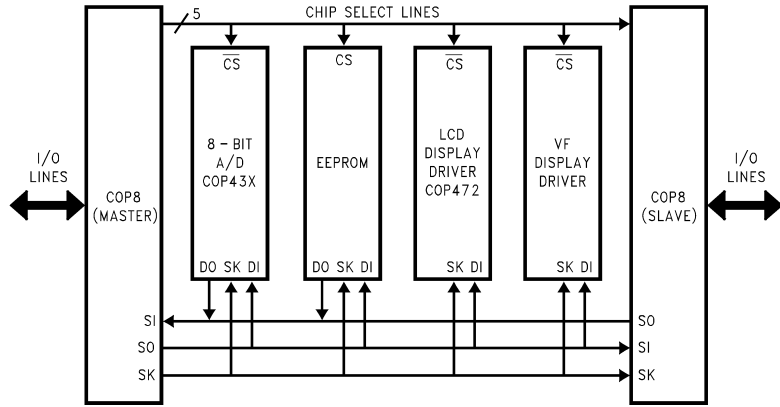 5
CHIP SELECT LINES
CS
CS
CS
CS
8 - BIT
A/D
COP43X
EEPROM
LCD
DISPLAY
DRIVER
COP472
VF
DISPLAY
DRIVER
I/O
LINES
COP8
(MASTER)
COP8
(SLAVE)
I/O
LINES
DO SK DI
DO SK DI
SK DI
SK DI
SI
SO
SK
SO
SI
SK